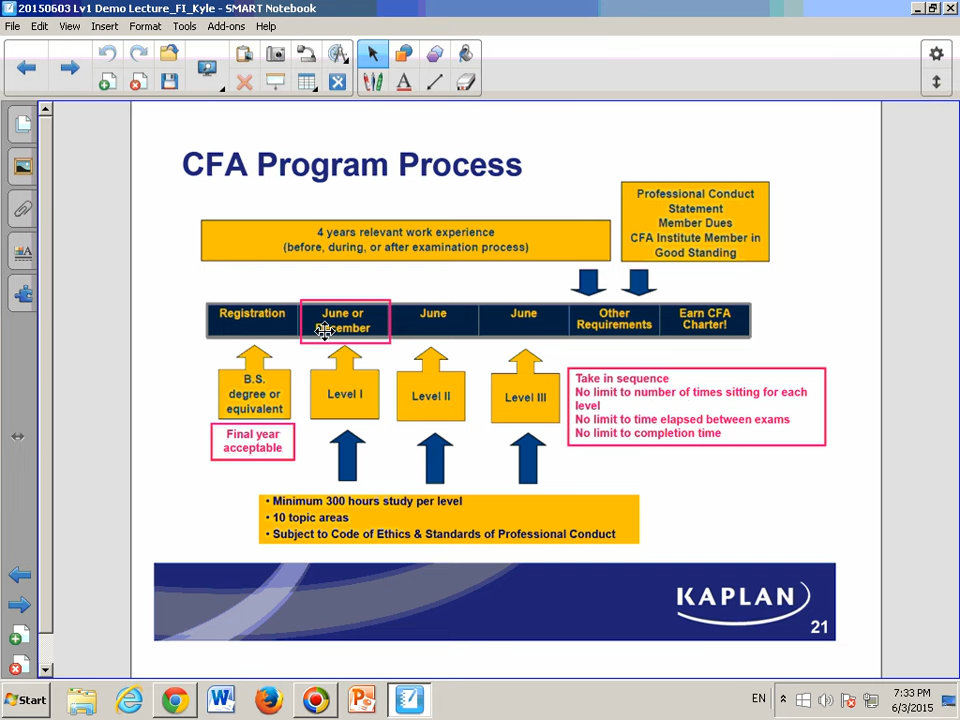 20150603 Lv1 Demo Lecture_FI_Kyle - SMART Notebook
File Edit View Insert Format Tools Add-ons Help
CFA Program Process
Professional Conduct
Statement
Member Dues
CFA Institute Member in
Good Standing
4 years relevant work experience
(before, during, or after examination process)
Registration
June or
December
June
June
Other
Requirements
Earn CFA
Charter!
B.S.
degree or
equivalent
Level I
Level II
Level III
Take in sequence
No limit to number of times sitting for each
level
No limit to time elapsed between exams
No limit to completion time
Final year
acceptable
• Minimum 300 hours study per level
• 10 topic areas
• Subject to Code of Ethics & Standards of Professional Conduct
KAPLAN
21
Start
EN
7:33 PM
6/3/2015